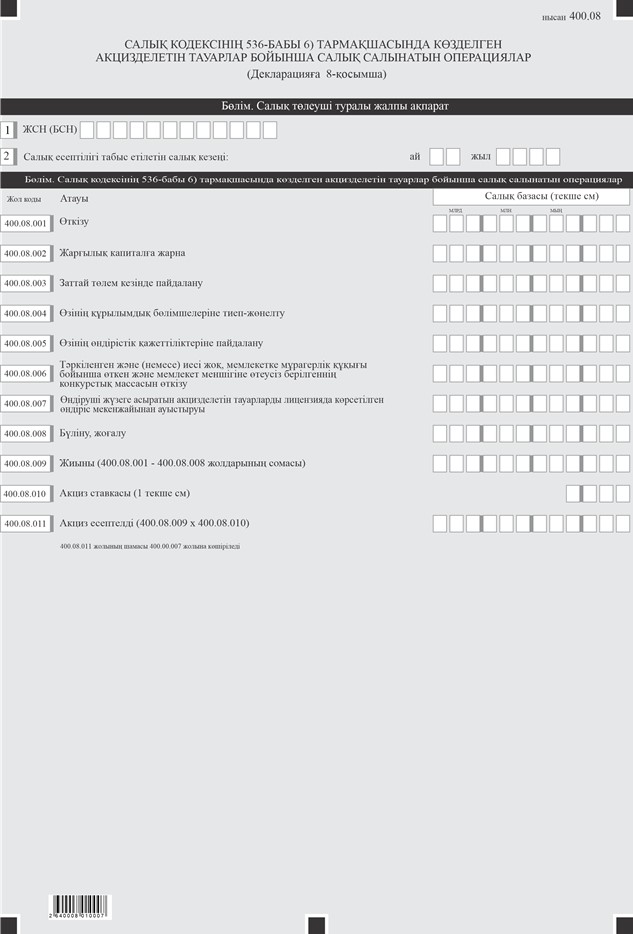 нысан 400.08
САЛЫҚ КОДЕКСІНІҢ 536-БАБЫ 6) ТАРМАҚШАСЫНДА КӨЗДЕЛГЕН
АКЦИЗДЕЛЕТІН ТАУАРЛАР БОЙЫНША САЛЫҚ САЛЫНАТЫН ОПЕРАЦИЯЛАР
(Декларацияға 8-қосымша)
Бөлім. Салық төлеуші туралы жалпы ақпарат
1 ЖСН (БСН)
2 Салық есептілігі табыс етілетін салық кезеңі: ай жыл
Бөлім. Салық кодексінің 536-бабы 6) тармақшасында көзделген акцизделетін тауарлар бойынша салық салынатын операциялар
Жол коды Атауы Салық базасы (текше см)
млрд млн мың
400.08.001 Өткізу
400.08.002 Жарғылық капиталға жарна
400.08.003 Заттай төлем кезінде пайдалану
400.08.004 Өзінің құрылымдық бөлімшелеріне тиеп-жөнелту
400.08.005 Өзінің өндірістік қажеттіліктеріне пайдалану
400.08.006 Тәркіленген және (немесе) иесі жоқ, мемлекетке мұрагерлік құқығы
бойынша өткен және мемлекет меншігіне өтеусіз берілгеннің
конкурстық массасын өткізу
400.08.007 Өндіруші жүзеге асыратын акцизделетін тауарларды лицензияда көрсетілген
өндіріс мекенжайынан ауыстыруы
400.08.008 Бүліну, жоғалу
400.08.009 Жиыны (400.08.001 - 400.08.008 жолдарының сомасы)
400.08.010 Акциз ставкасы (1 текше см)
400.08.011 Акциз есептелді (400.08.009 х 400.08.010)
400.08.011 жолының шамасы 400.00.007 жолына көшіріледі
2 640008 010007